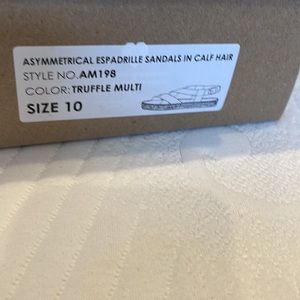 ASYMMETRICAL ESPADRILLE SANDALS IN CALF HAIR
STYLE NO.AM198
COLOR:TRUFFLE MULTI
SIZE 10